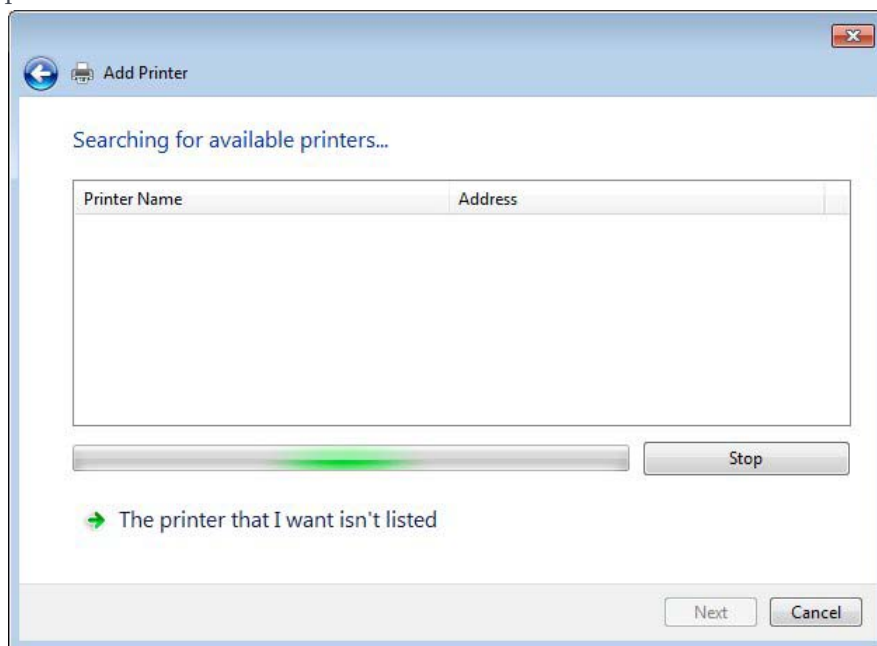 Add Printer
Searching for available printers...
Printer Name Address
Stop
The printer that I want isn't listed
Next Cancel